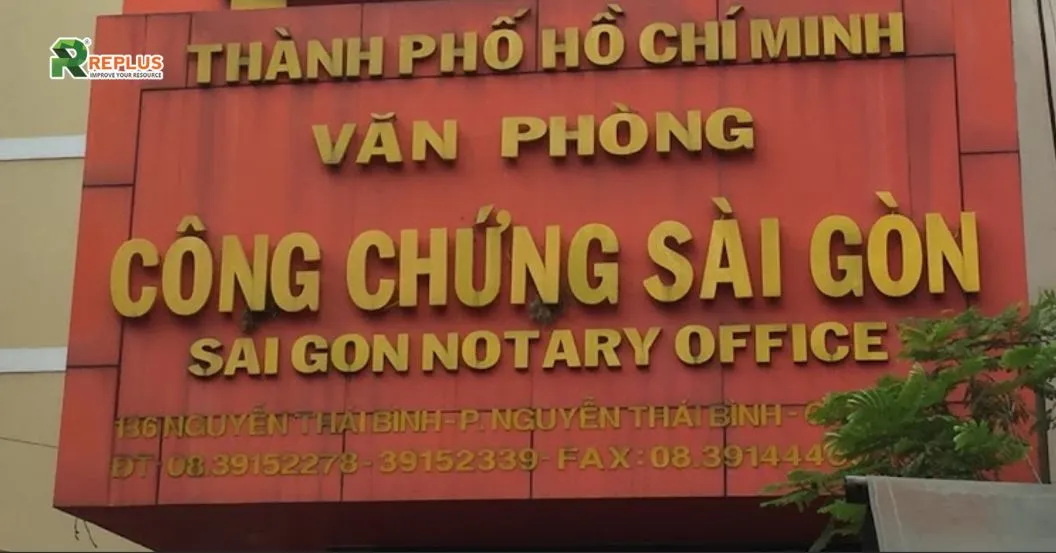 REPLUS®
IMPROVE YOUR RESOURCE
THÀNH PHỐ HỒ CHÍ MINH
VĂN PHÒNG
CÔNG CHỨNG SÀI GÒN
SAI GON NOTARY OFFICE
136 NGUYỄN THÁI BÌNH - P. NGUYỄN THÁI BÌNH -
ĐT - 08.39152278 - 39152339 - FAX : 08.